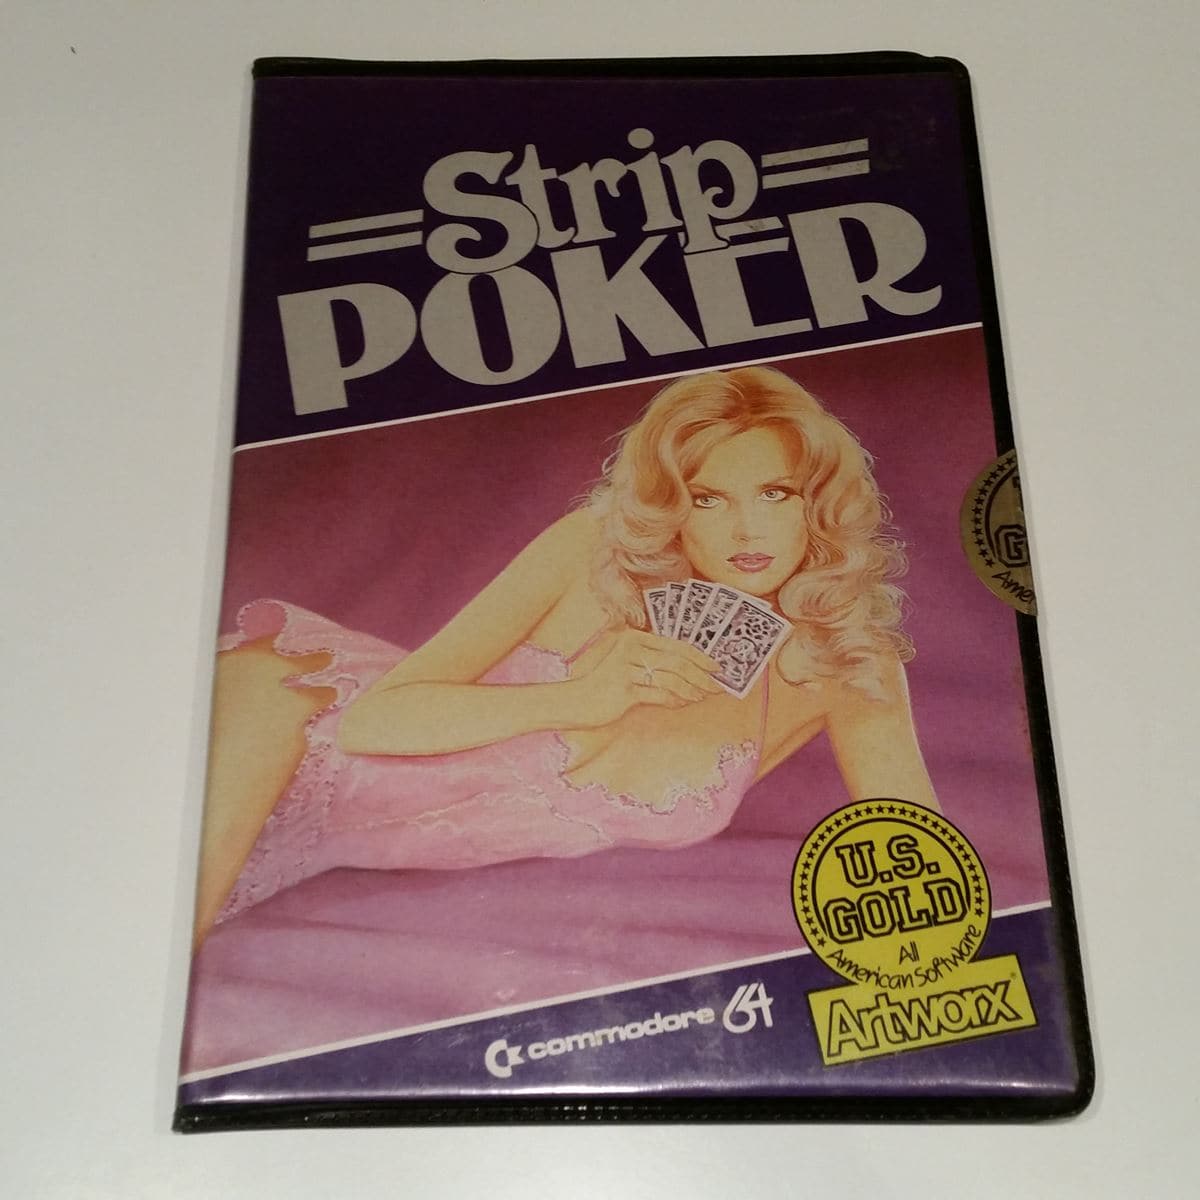 Strip
POKER
U.S.
GOLD
All
American Software
Artworx
commodore 64